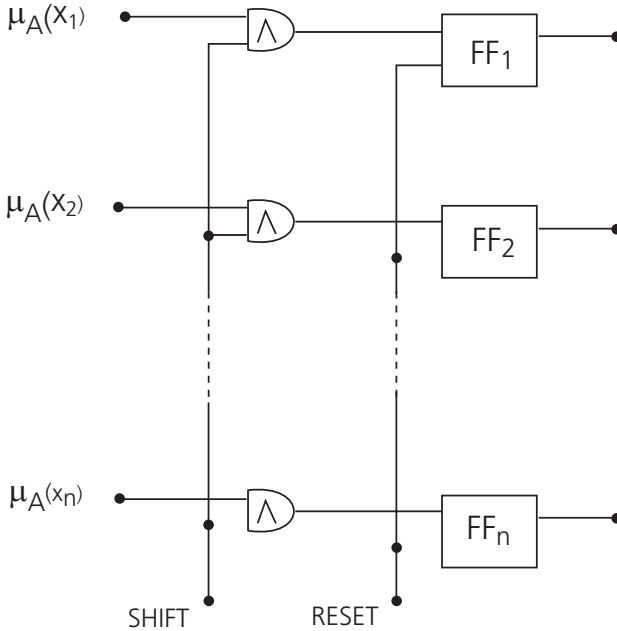 μA(x1)
∧
FF1
μA(x2)
∧
FF2
μA(xn)
∧
FFn
SHIFT
RESET